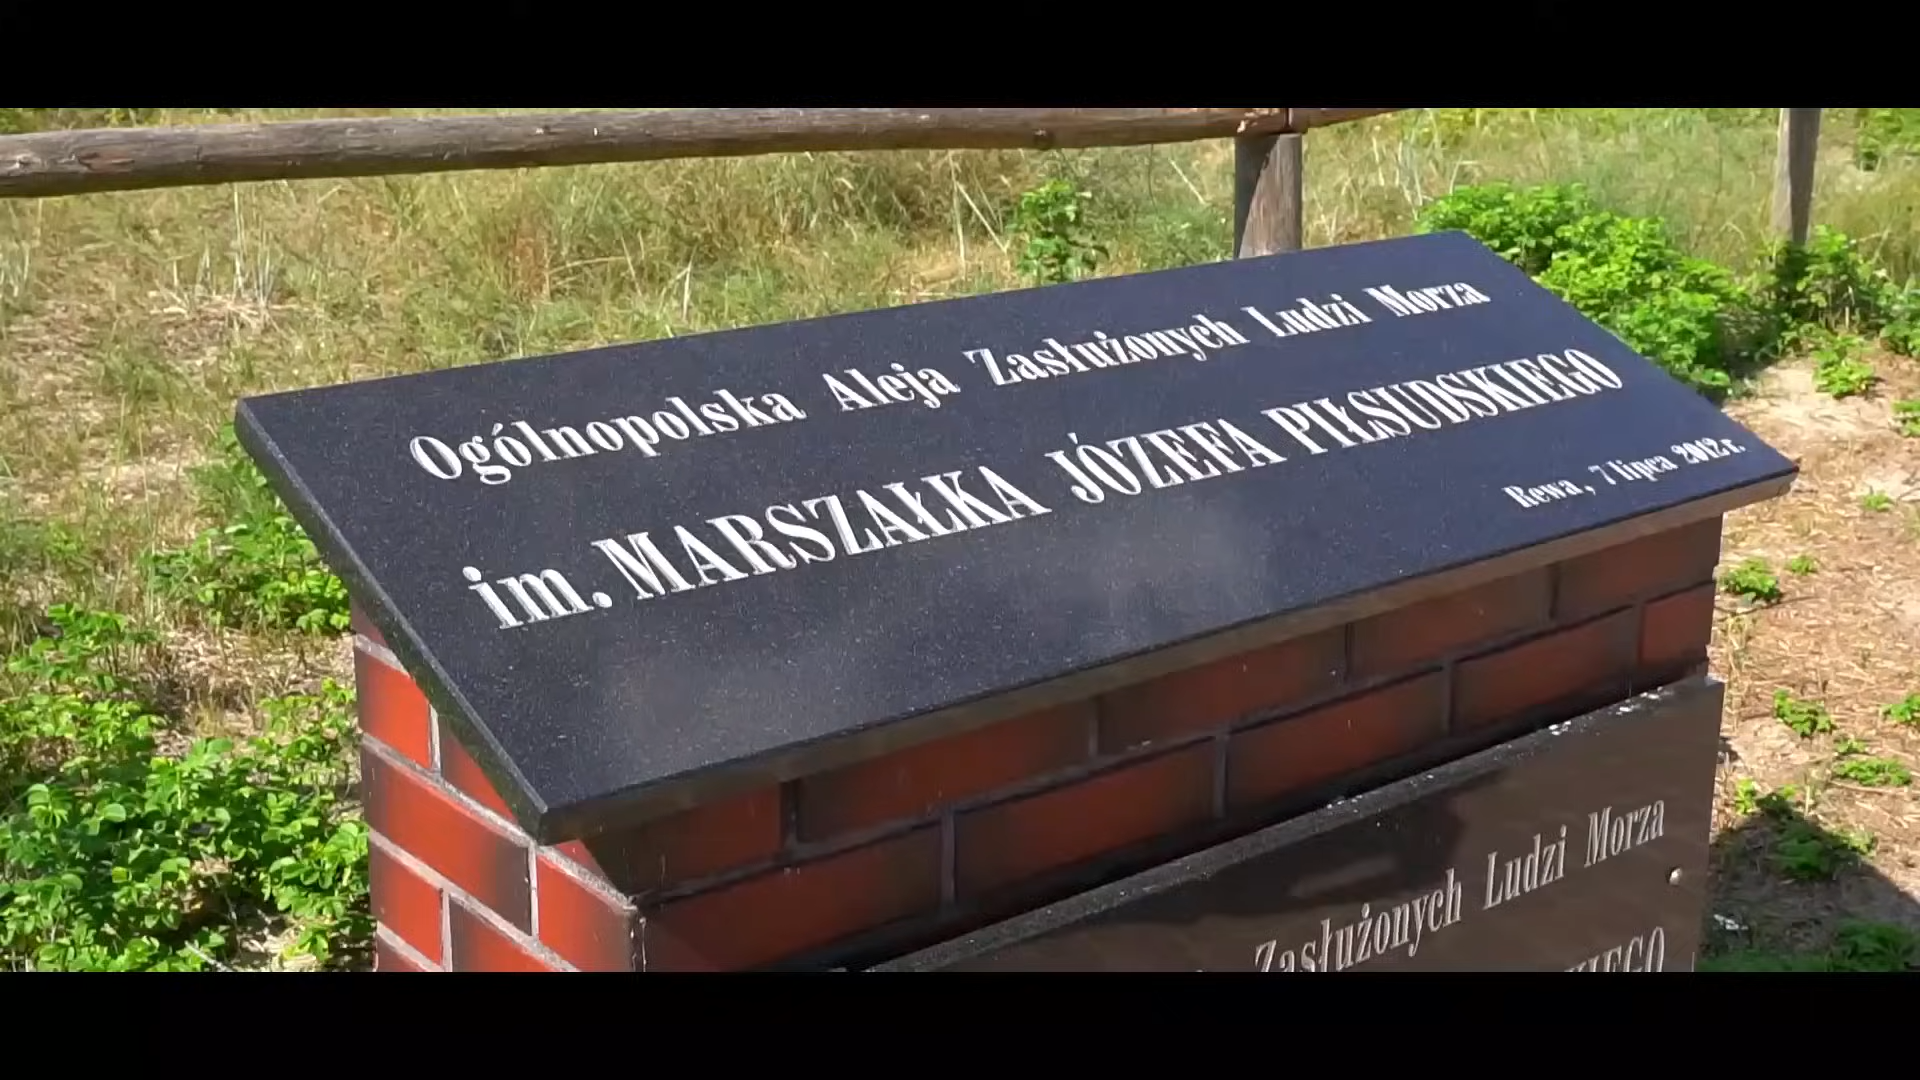 Ogólnopolska Aleja Zasłużonych Ludzi Morza
im. MARSZAŁKA JÓZEFA PIŁSUDSKIEGO
Rewa, 7 lipca 2012 r.
Zasłużonych Ludzi Morza